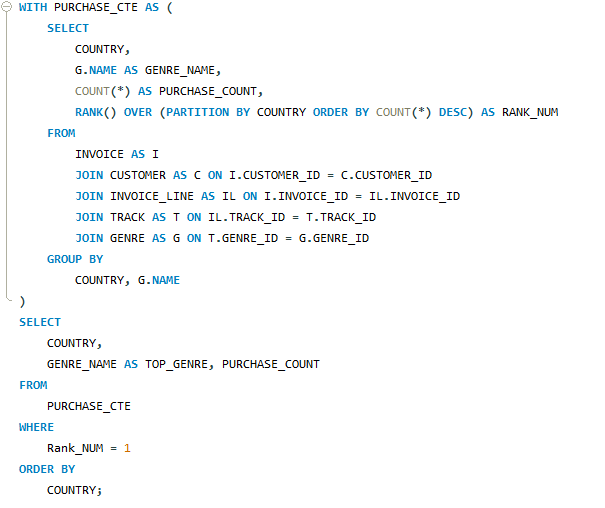 WITH PURCHASE_CTE AS (
SELECT
COUNTRY,
G.NAME AS GENRE_NAME,
COUNT(*) AS PURCHASE_COUNT,
RANK() OVER (PARTITION BY COUNTRY ORDER BY COUNT(*) DESC) AS RANK_NUM
FROM
INVOICE AS I
JOIN CUSTOMER AS C ON I.CUSTOMER_ID = C.CUSTOMER_ID
JOIN INVOICE_LINE AS IL ON I.INVOICE_ID = IL.INVOICE_ID
JOIN TRACK AS T ON IL.TRACK_ID = T.TRACK_ID
JOIN GENRE AS G ON T.GENRE_ID = G.GENRE_ID
GROUP BY
COUNTRY, G.NAME
)
SELECT
COUNTRY,
GENRE_NAME AS TOP_GENRE, PURCHASE_COUNT
FROM
PURCHASE_CTE
WHERE
Rank_NUM = 1
ORDER BY
COUNTRY;